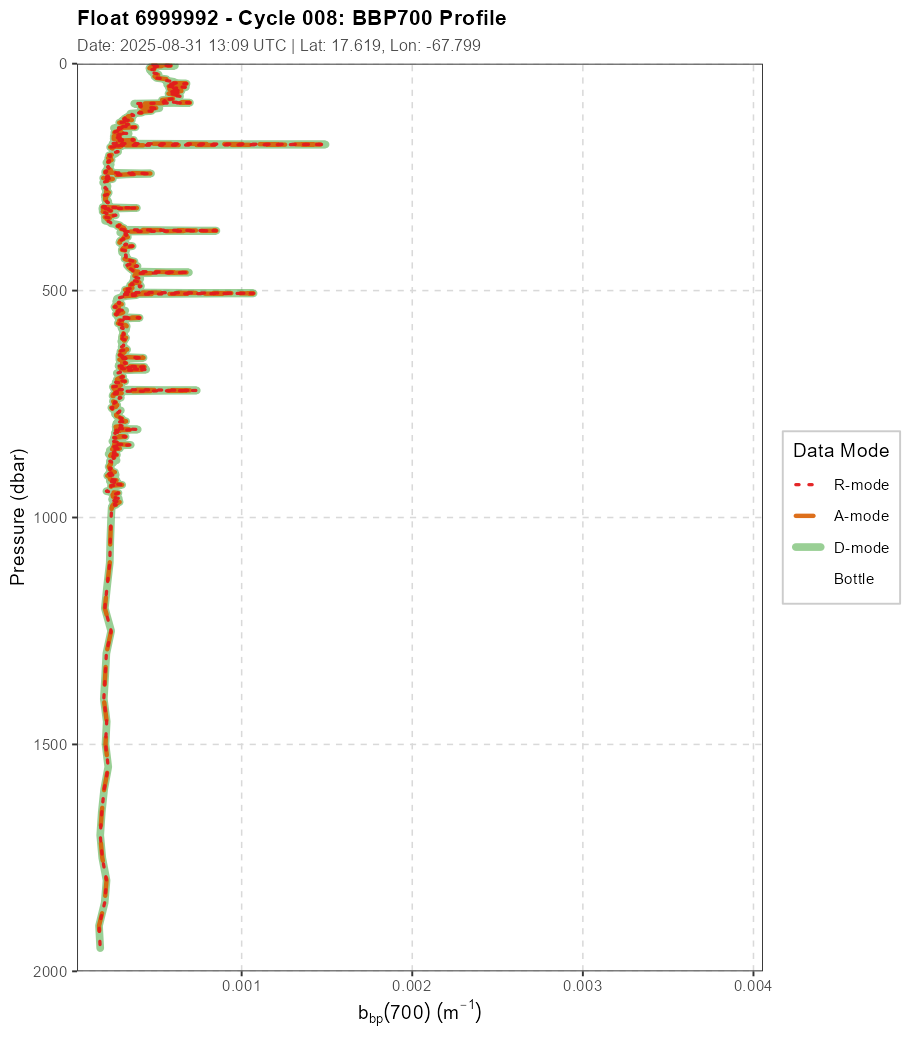 Float 6999992 - Cycle 008: BBP700 Profile
Date: 2025-08-31 13:09 UTC | Lat: 17.619, Lon: -67.799
0
500
1000
1500
2000
Pressure (dbar)
0.001
0.002
0.003
0.004
b_bp(700) (m⁻¹)
Data Mode
R-mode
A-mode
D-mode
Bottle